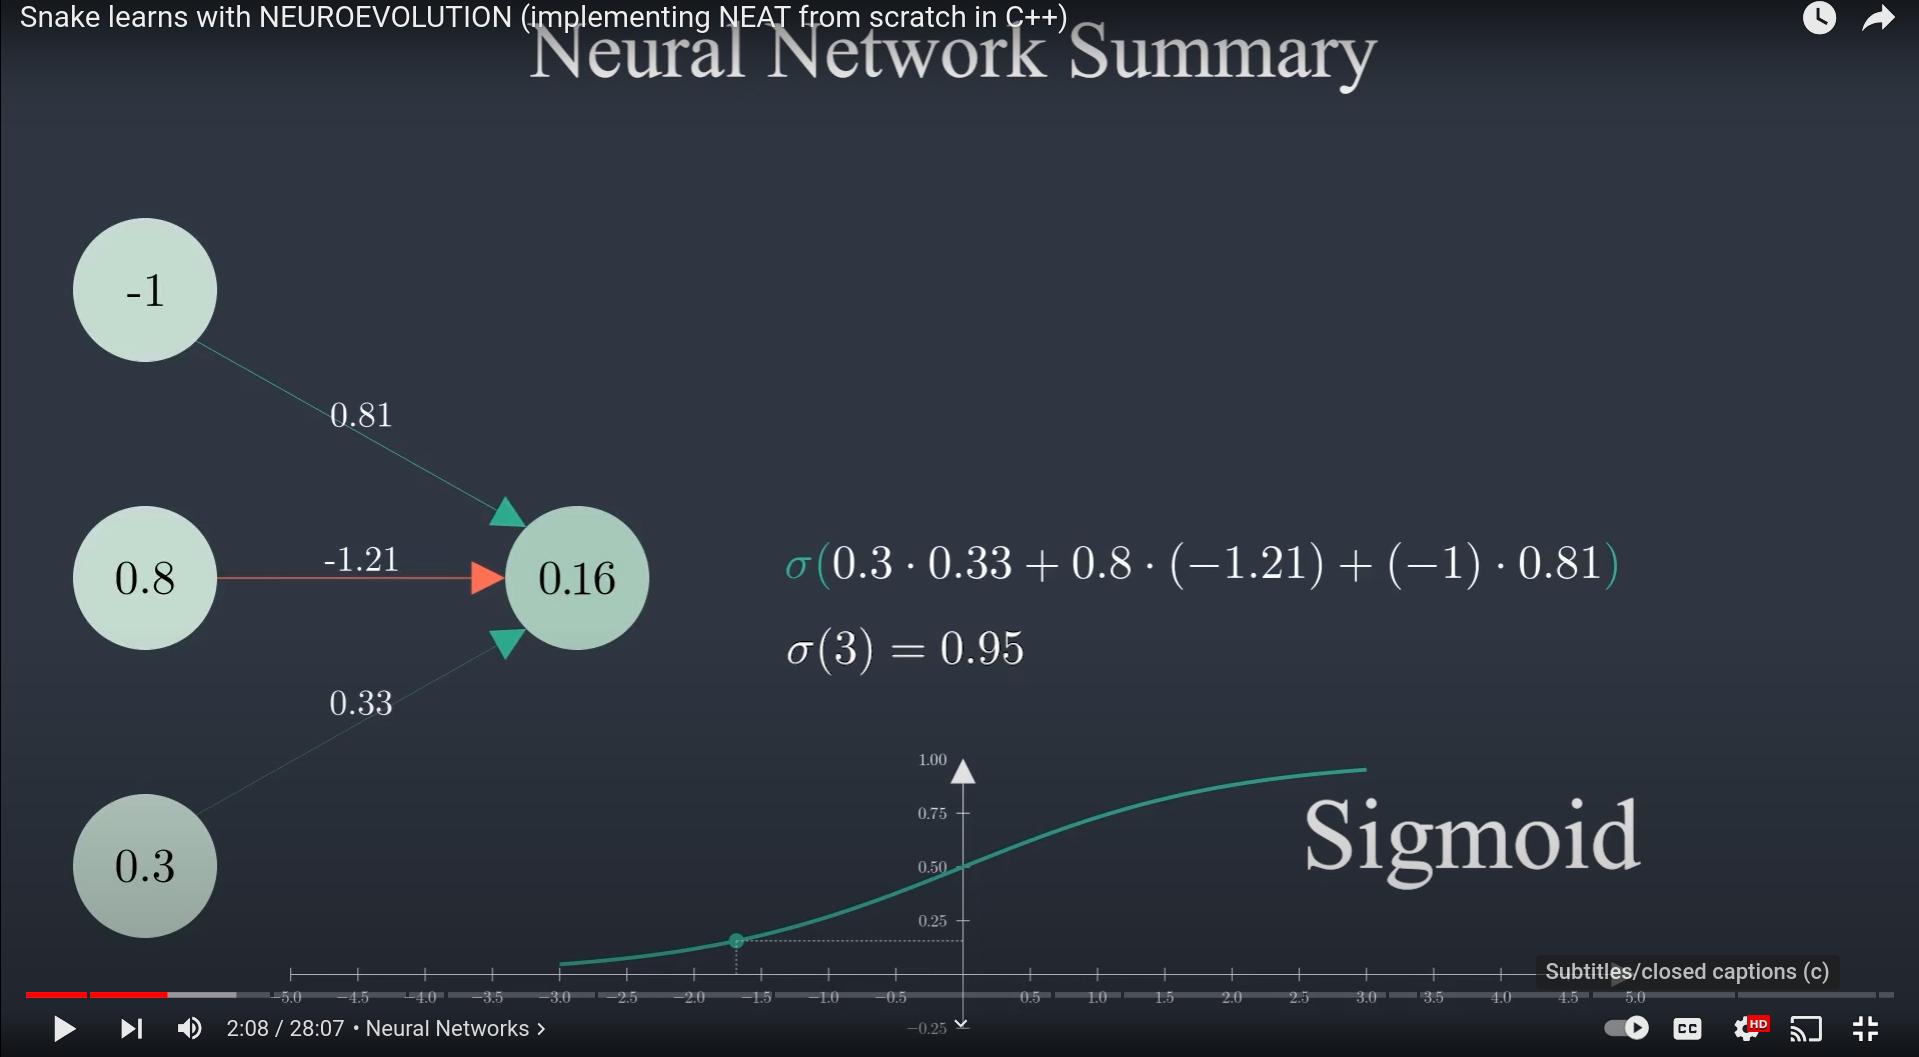 Snake learns with NEUROEVOLUTION (implementing NEAT from scratch in C++)
Neural Network Summary
-1
0.81
0.8
-1.21
0.16
0.33
0.3
σ(0.3 · 0.33 + 0.8 · (−1.21) + (−1) · 0.81)
σ(3) = 0.95
1.00
0.75
0.50
0.25
Sigmoid
Subtitles/closed captions (c)
−5.0 −4.5 −4.0 −3.5 −3.0 −2.5 −2.0 −1.5 −1.0 −0.5 0.5 1.0 1.5 2.0 2.5 3.0 3.5 4.0 4.5 5.0
−0.25
2:08 / 28:07 • Neural Networks >
CC HD